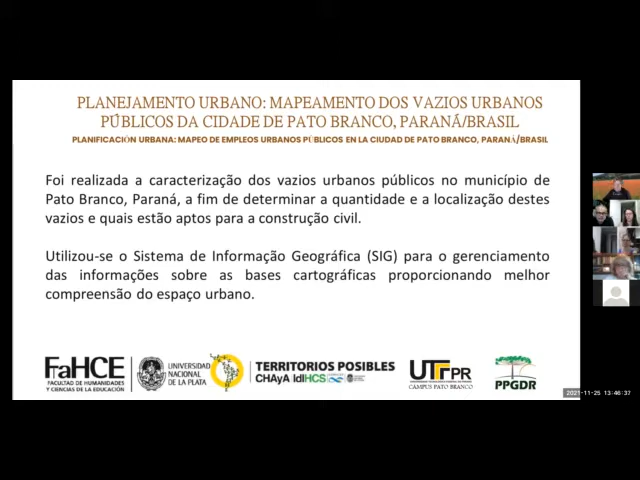 PLANEJAMENTO URBANO: MAPEAMENTO DOS VAZIOS URBANOS
PÚBLICOS DA CIDADE DE PATO BRANCO, PARANÁ/BRASIL
PLANIFICACIÓN URBANA: MAPEO DE EMPLEOS URBANOS PÚBLICOS EN LA CIUDAD DE PATO BRANCO, PARANÁ/BRASIL
Foi realizada a caracterização dos vazios urbanos públicos no município de
Pato Branco, Paraná, a fim de determinar a quantidade e a localização destes
vazios e quais estão aptos para a construção civil.
Utilizou-se o Sistema de Informação Geográfica (SIG) para o gerenciamento
das informações sobre as bases cartográficas proporcionando melhor
compreensão do espaço urbano.
FaHCE
FACULTAD DE HUMANIDADES
Y CIENCIAS DE LA EDUCACIÓN
UNIVERSIDAD
NACIONAL
DE LA PLATA
TERRITORIOS POSIBLES
CHAyA IdIHCS
UTFPR
CAMPUS PATO BRANCO
PPGDR
2021-11-25 13:46:37